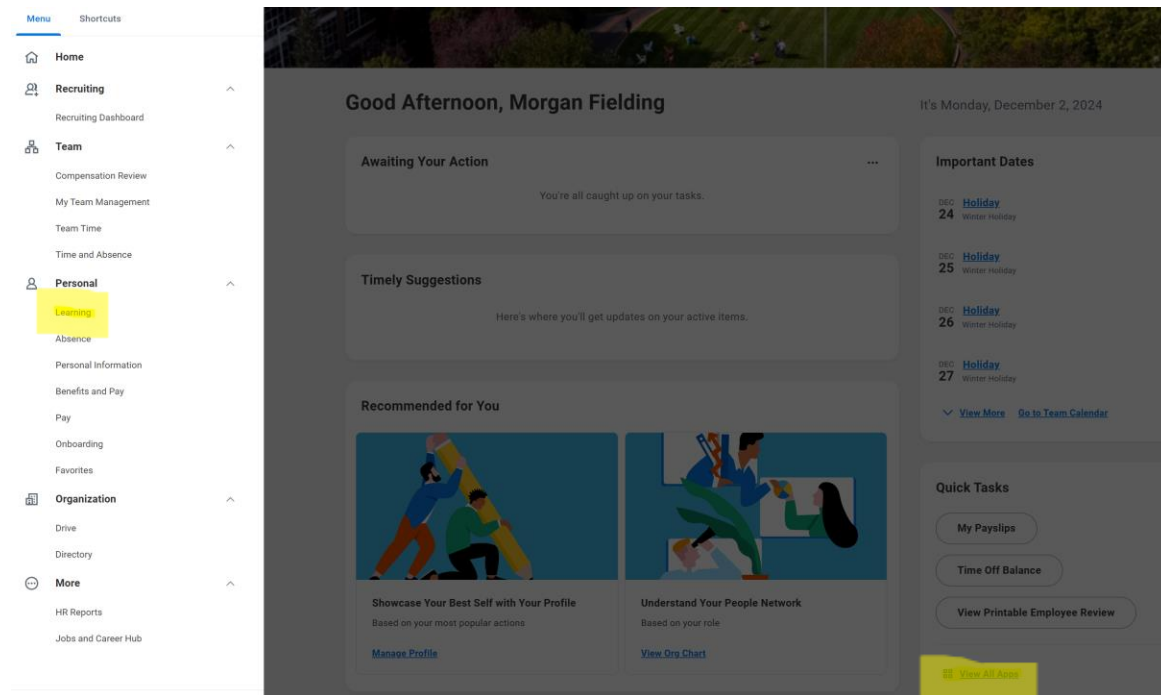 Menu
Shortcuts
Home
Recruiting
Recruiting Dashboard
Team
Compensation Review
My Team Management
Team Time
Time and Absence
Personal
Learning
Absence
Personal Information
Benefits and Pay
Pay
Onboarding
Favorites
Organization
Drive
Directory
More
HR Reports
Jobs and Career Hub
Good Afternoon, Morgan Fielding
It's Monday, December 2, 2024
Awaiting Your Action
You're all caught up on your tasks.
Timely Suggestions
Here's where you'll get updates on your active items.
Recommended for You
Showcase Your Best Self with Your Profile
Based on your most popular actions
Manage Profile
Understand Your People Network
Based on your role
View Org Chart
Important Dates
DEC
24
Holiday
Winter Holiday
DEC
25
Holiday
Winter Holiday
DEC
26
Holiday
Winter Holiday
DEC
27
Holiday
Winter Holiday
View More
Go to Team Calendar
Quick Tasks
My Payslips
Time Off Balance
View Printable Employee Review
View All Apps